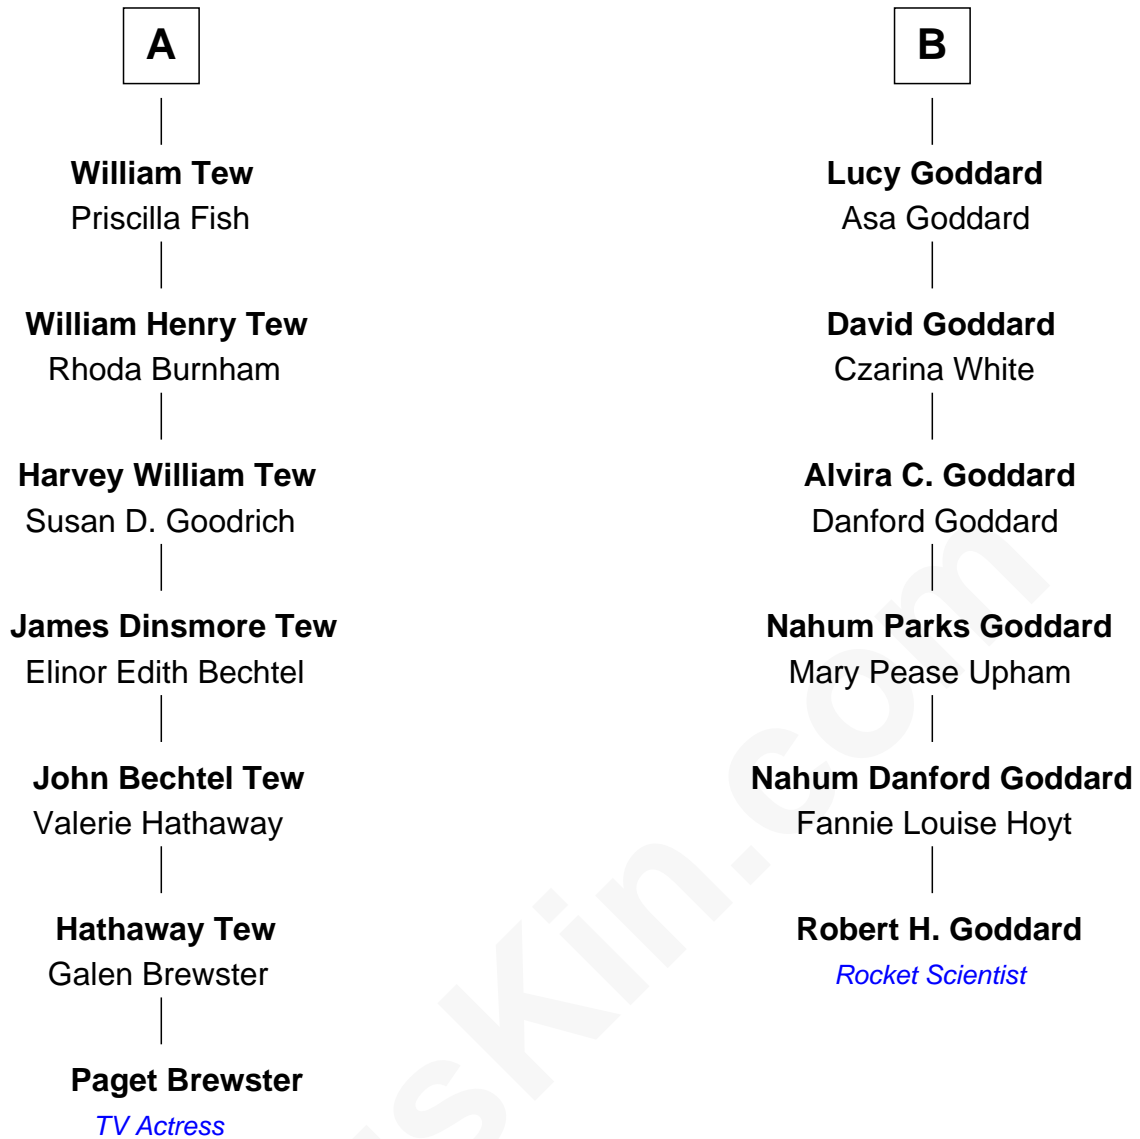 A
William Tew
Priscilla Fish
William Henry Tew
Rhoda Burnham
Harvey William Tew
Susan D. Goodrich
James Dinsmore Tew
Elinor Edith Bechtel
John Bechtel Tew
Valerie Hathaway
Hathaway Tew
Galen Brewster
Paget Brewster
TV Actress
B
Lucy Goddard
Asa Goddard
David Goddard
Czarina White
Alvira C. Goddard
Danford Goddard
Nahum Parks Goddard
Mary Pease Upham
Nahum Danford Goddard
Fannie Louise Hoyt
Robert H. Goddard
Rocket Scientist
usKin.com